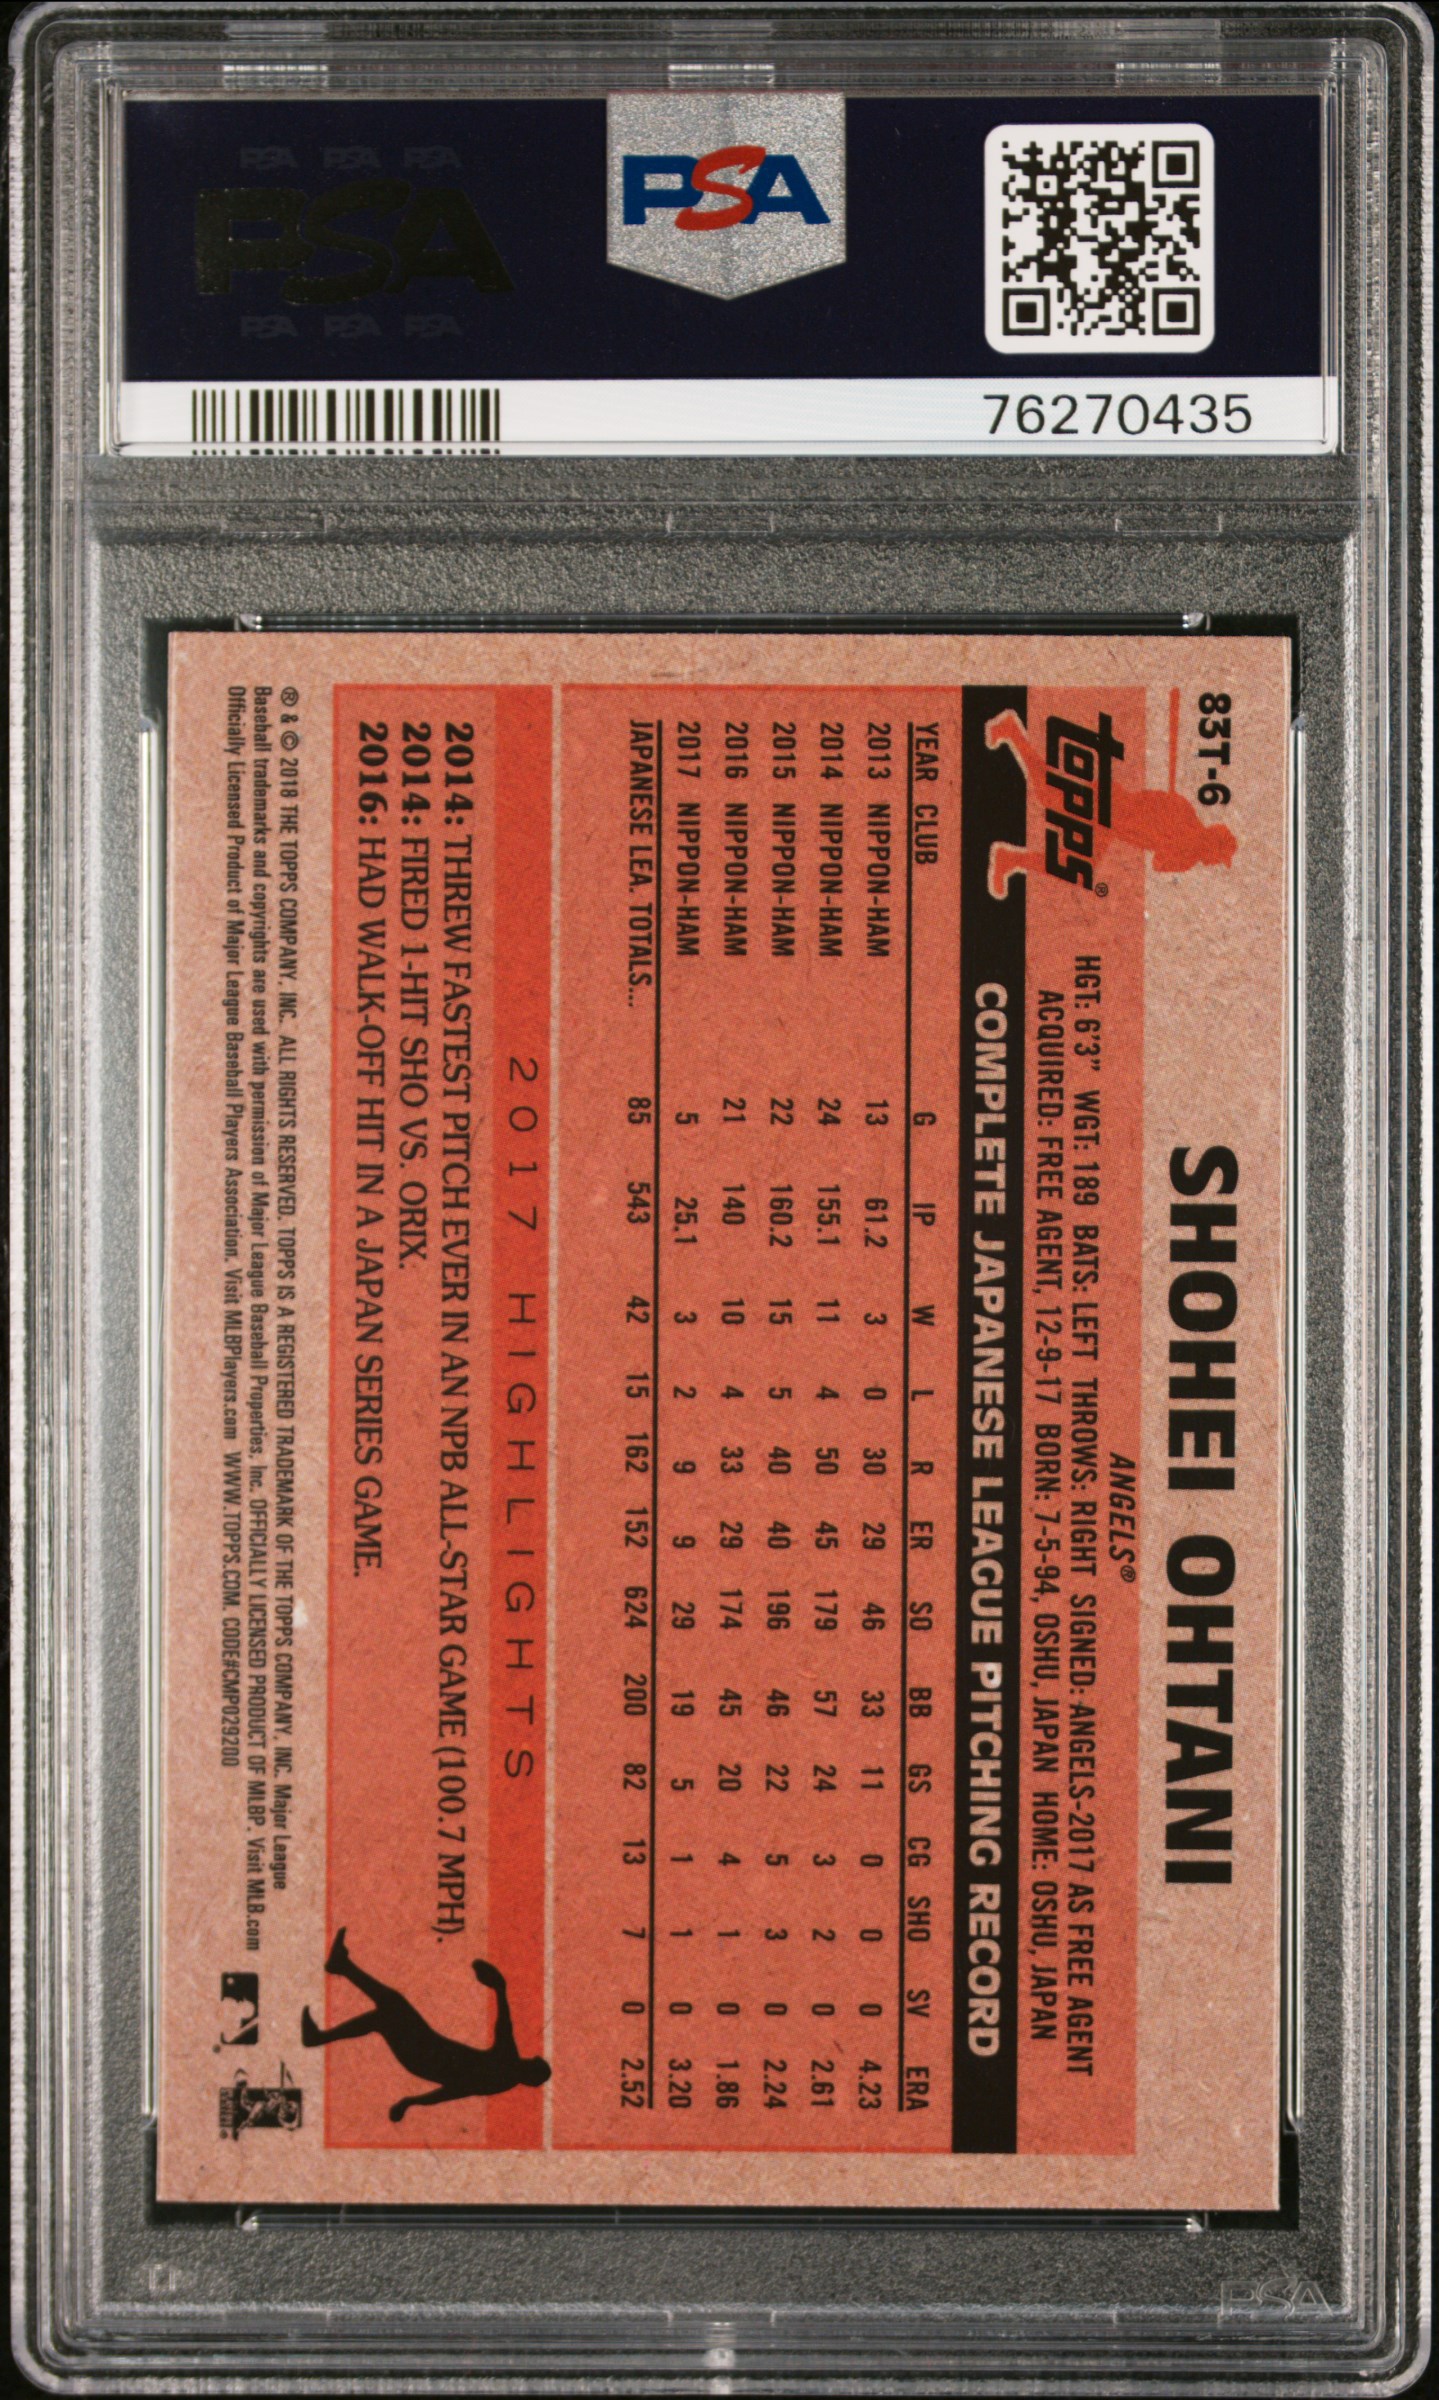 PSA PSA PSA
PSA
PSA PSA PSA
PSA
76270435
83T-6
SHOHEI OHTANI
ANGELS®
topps®
HGT: 6'3" WGT: 189 BATS: LEFT THROWS: RIGHT SIGNED: ANGELS-2017 AS FREE AGENT
ACQUIRED: FREE AGENT, 12-9-17 BORN: 7-5-94, OSHU, JAPAN HOME: OSHU, JAPAN
COMPLETE JAPANESE LEAGUE PITCHING RECORD
YEAR CLUB G IP W L R ER SO BB GS CG SHO SV ERA
2013 NIPPON-HAM 13 61.2 3 0 30 29 46 33 11 0 0 0 4.23
2014 NIPPON-HAM 24 155.1 11 4 50 45 179 57 24 3 2 0 2.61
2015 NIPPON-HAM 22 160.2 15 5 40 40 196 46 22 5 3 0 2.24
2016 NIPPON-HAM 21 140 10 4 33 29 174 45 20 4 1 0 1.86
2017 NIPPON-HAM 5 25.1 3 2 9 9 29 19 5 1 1 0 3.20
JAPANESE LEA. TOTALS... 85 543 42 15 162 152 624 200 82 13 7 0 2.52
2017 HIGHLIGHTS
2014: THREW FASTEST PITCH EVER IN AN NPB ALL-STAR GAME (100.7 MPH).
2014: FIRED 1-HIT SHO VS. ORIX.
2016: HAD WALK-OFF HIT IN A JAPAN SERIES GAME.
® & © 2018 THE TOPPS COMPANY, INC. ALL RIGHTS RESERVED. TOPPS IS A REGISTERED TRADEMARK OF THE TOPPS COMPANY, INC. Major League
Baseball trademarks and copyrights are used with permission of Major League Baseball Properties, Inc. OFFICIALLY LICENSED PRODUCT OF MLBP. Visit MLB.com
Officially Licensed Product of Major League Baseball Players Association. Visit MLBPlayers.com WWW.TOPPS.COM. CODE#CMP029200
PSA